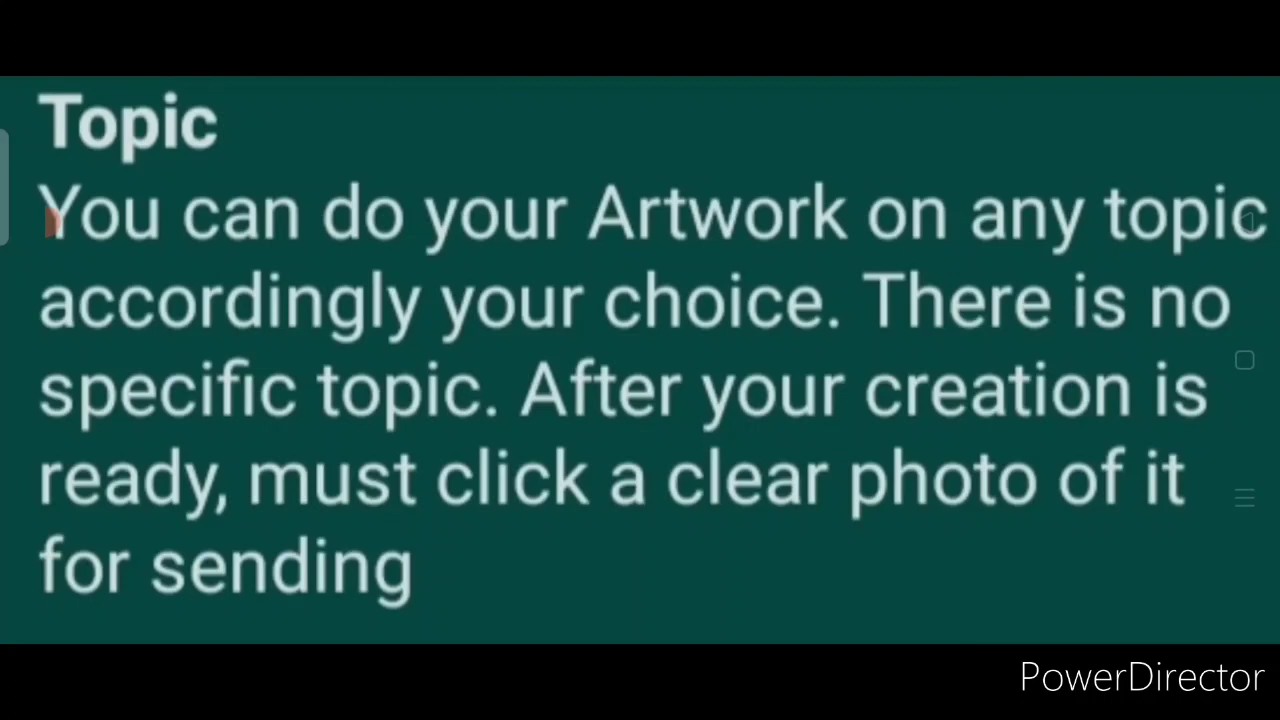 Topic
You can do your Artwork on any topic
accordingly your choice. There is no
specific topic. After your creation is
ready, must click a clear photo of it
for sending
PowerDirector